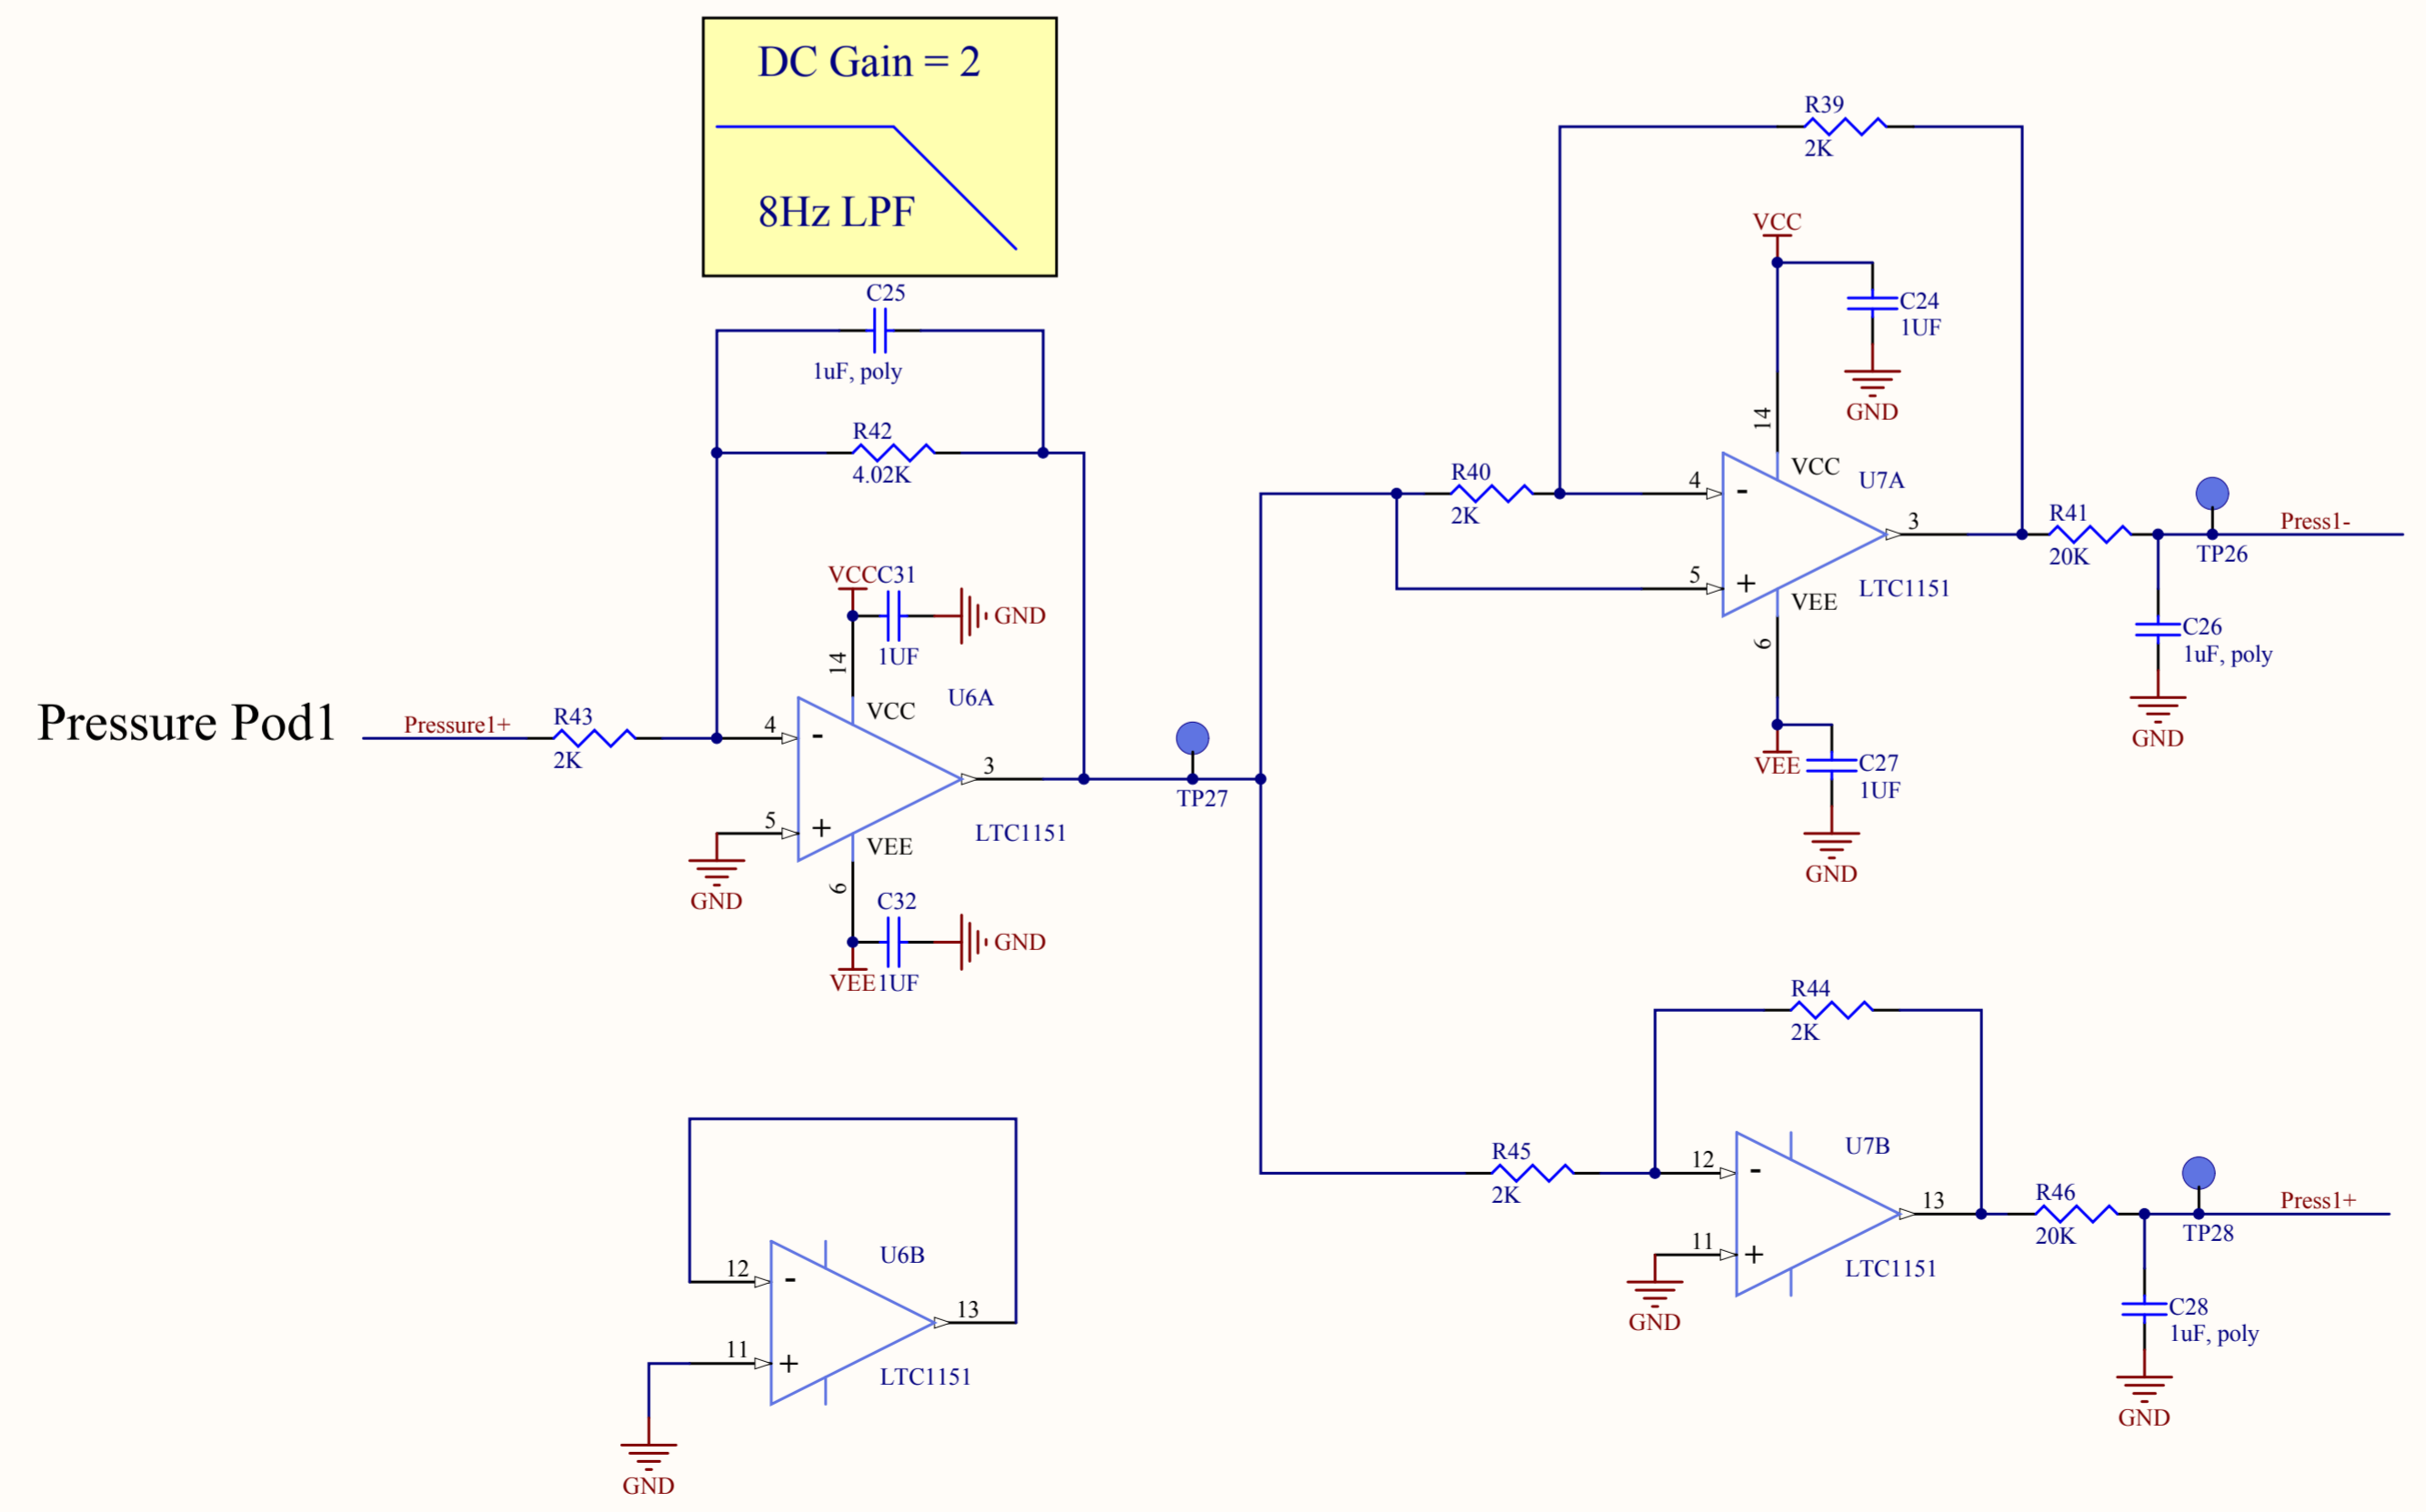 DC Gain = 2
8Hz LPF
C25
1uF, poly
R42
4.02K
VCC
C31
GND
1UF
14
VCC
U6A
Pressure Pod1
Pressure1+
R43
2K
4
-
3
5
+
VEE
LTC1151
GND
6
C32
GND
VEE
1UF
TP27
R39
2K
VCC
C24
1UF
GND
14
VCC
U7A
R40
2K
4
-
3
5
+
VEE
LTC1151
6
VEE
C27
1UF
GND
R41
20K
TP26
Press1-
C26
1uF, poly
GND
R44
2K
R45
2K
12
-
U7B
13
11
+
LTC1151
GND
R46
20K
TP28
Press1+
C28
1uF, poly
GND
U6B
12
-
13
11
+
LTC1151
GND